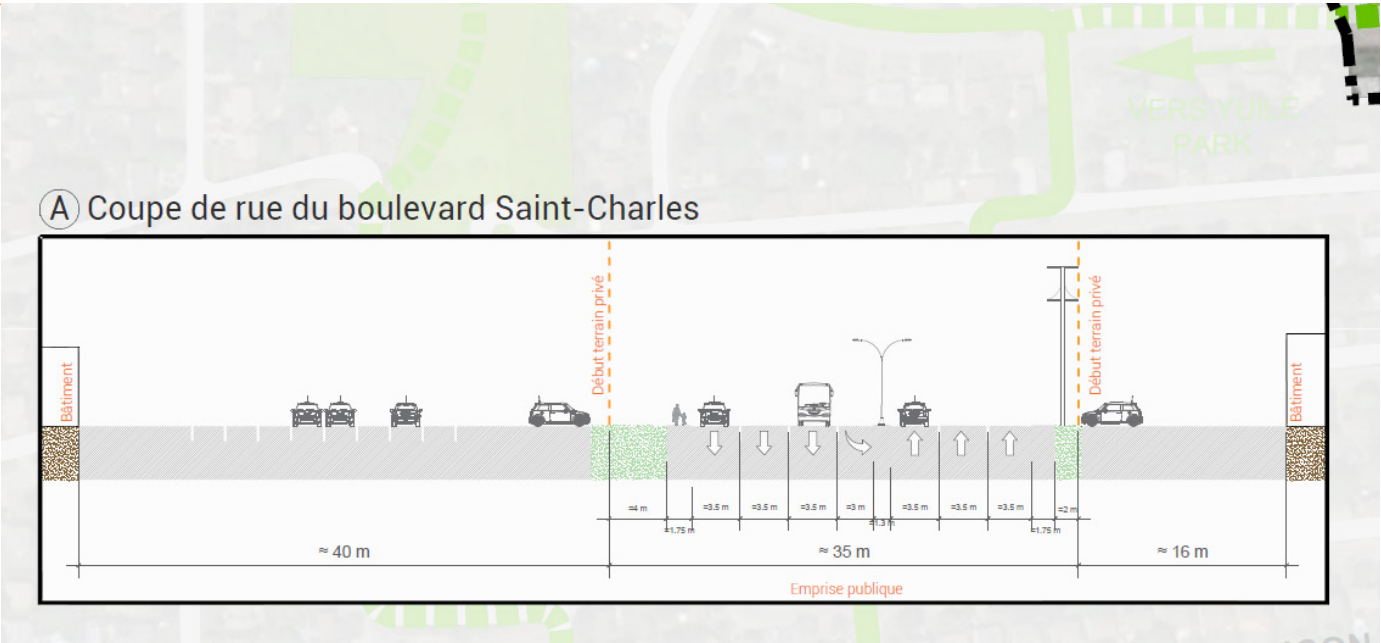 VERS YUILE
PARK
A Coupe de rue du boulevard Saint-Charles
Bâtiment
Début terrain privé
Début terrain privé
Bâtiment
=4 m
=1.75 m
=3.5 m
=3.5 m
=3.5 m
=3 m
=1.3 m
=3.5 m
=3.5 m
=3.5 m
=1.75 m
=2 m
≈ 40 m
≈ 35 m
≈ 16 m
Emprise publique